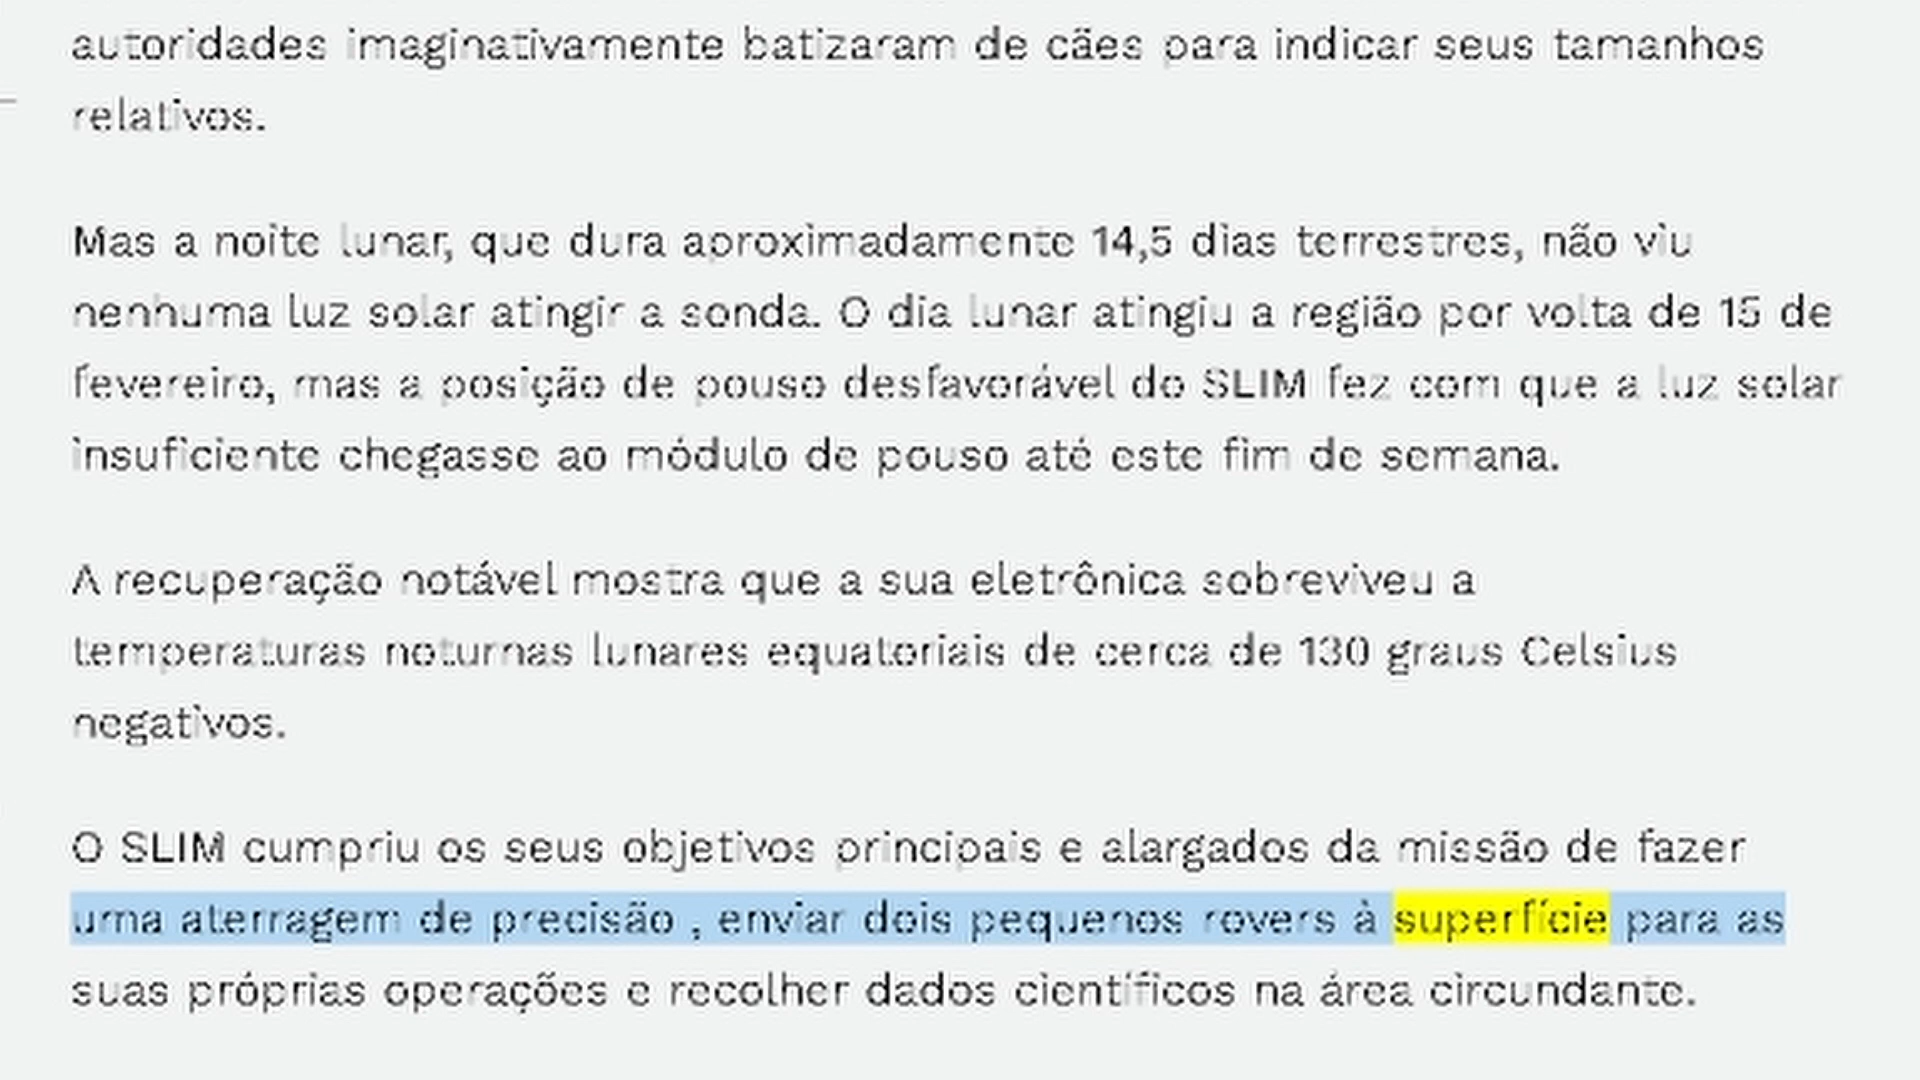 autoridades imaginativamente batizaram de cães para indicar seus tamanhos
relativos.
Mas a noite lunar, que dura aproximadamente 14,5 dias terrestres, não viu
nenhuma luz solar atingir a sonda. O dia lunar atingiu a região por volta de 15 de
fevereiro, mas a posição de pouso desfavorável do SLIM fez com que a luz solar
insuficiente chegasse ao módulo de pouso até este fim de semana.
A recuperação notável mostra que a sua eletrônica sobreviveu a
temperaturas noturnas lunares equatoriais de cerca de 130 graus Celsius
negativos.
O SLIM cumpriu os seus objetivos principais e alargados da missão de fazer
uma aterragem de precisão , enviar dois pequenos rovers à superfície para as
suas próprias operações e recolher dados científicos na área circundante.